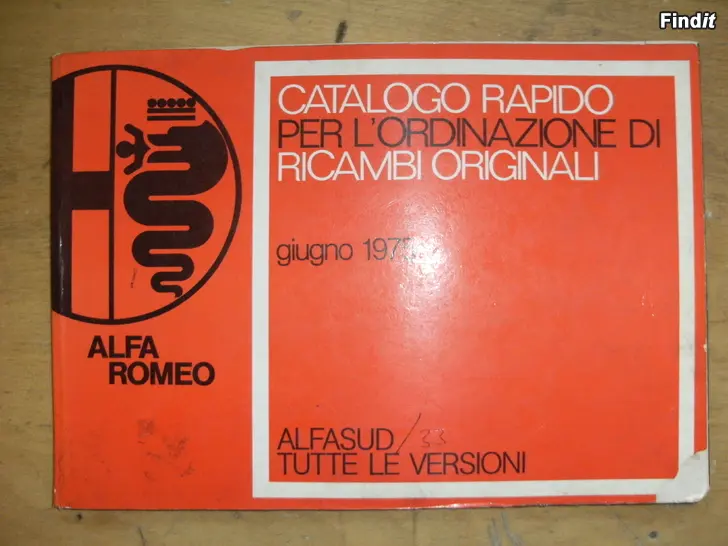 Findit
CATALOGO RAPIDO
PER L'ORDINAZIONE DI
RICAMBI ORIGINALI
giugno
ALFA
ROMEO
ALFASUD / 33
TUTTE LE VERSIONI